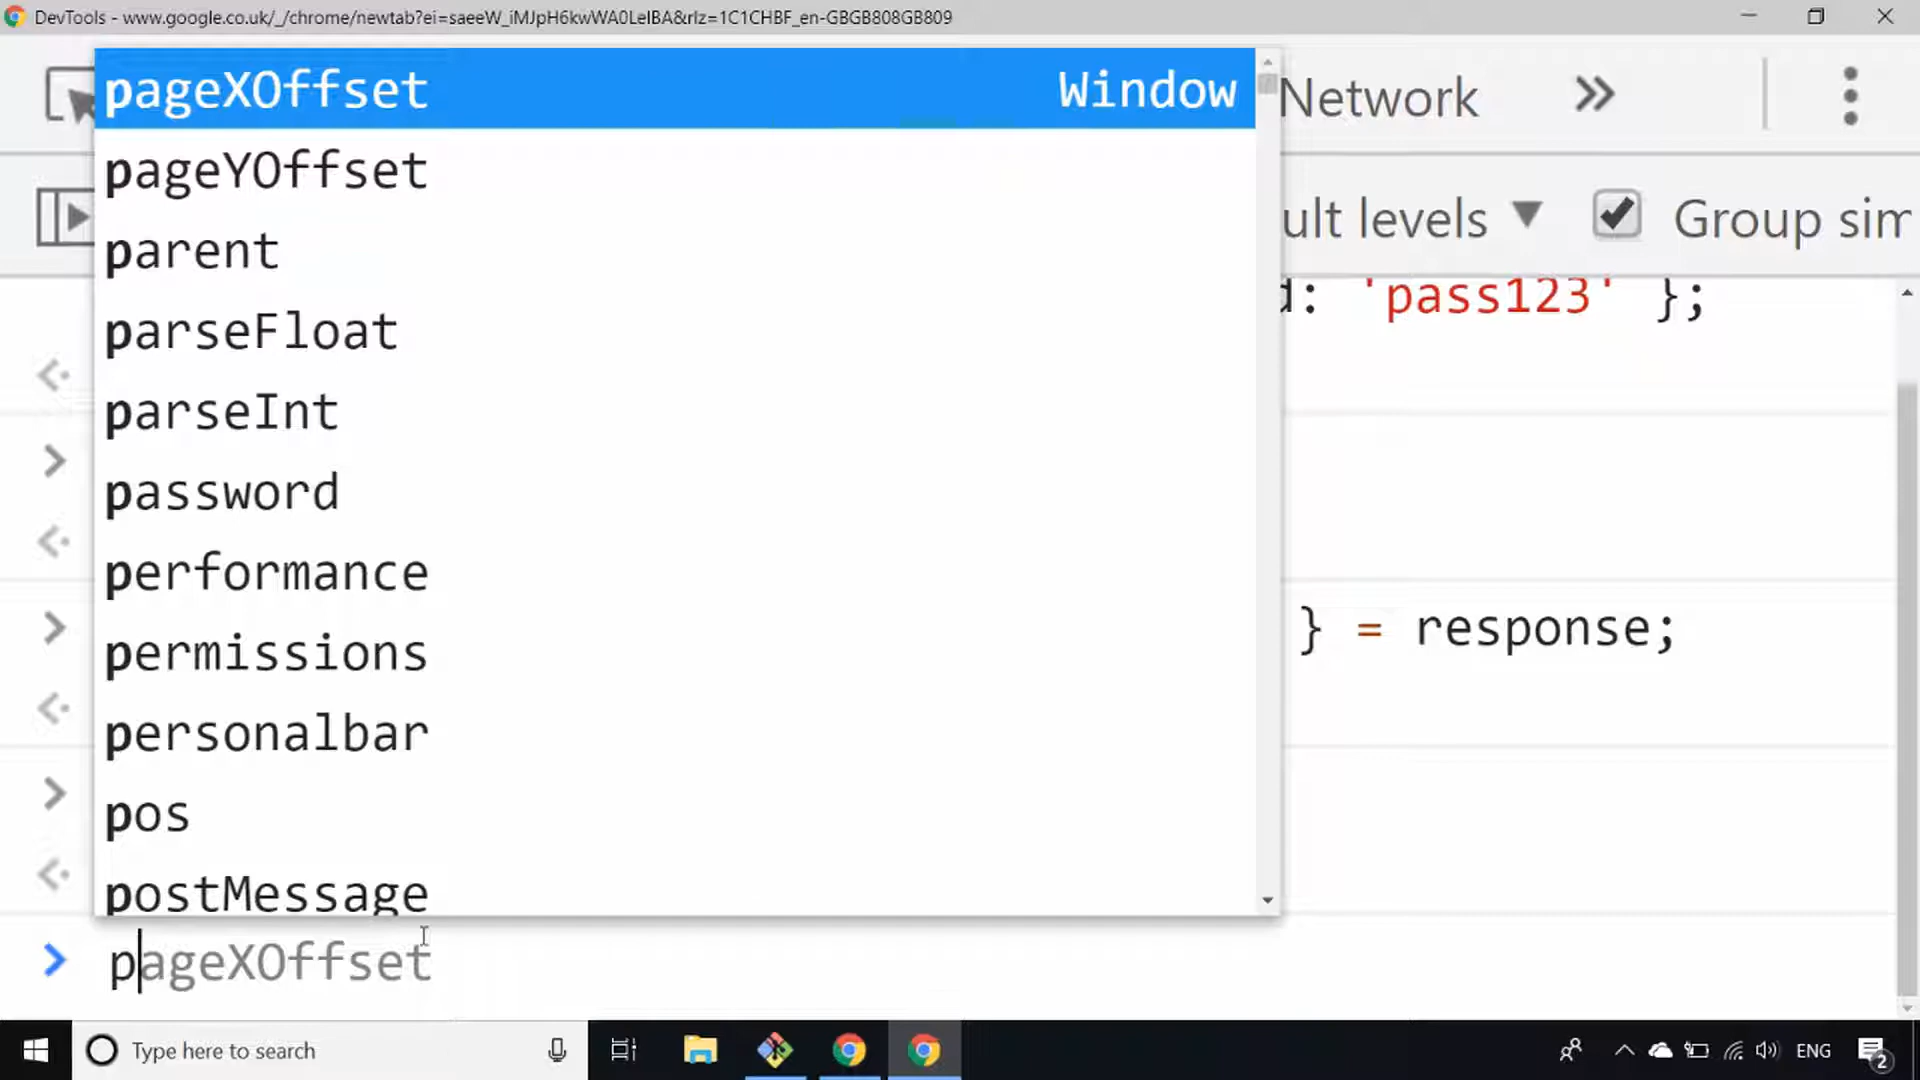 DevTools - www.google.co.uk/_/chrome/newtab?ei=saeeW_iMJpH6kwWA0LeIBA&rlz=1C1CHBF_en-GBGB808GB809
pageXOffset Window
Network
pageYOffset
ult levels Group sim
parent
d: 'pass123' };
parseFloat
parseInt
password
performance
} = response;
permissions
personalbar
pos
postMessage
pageXOffset
Type here to search
ENG
2